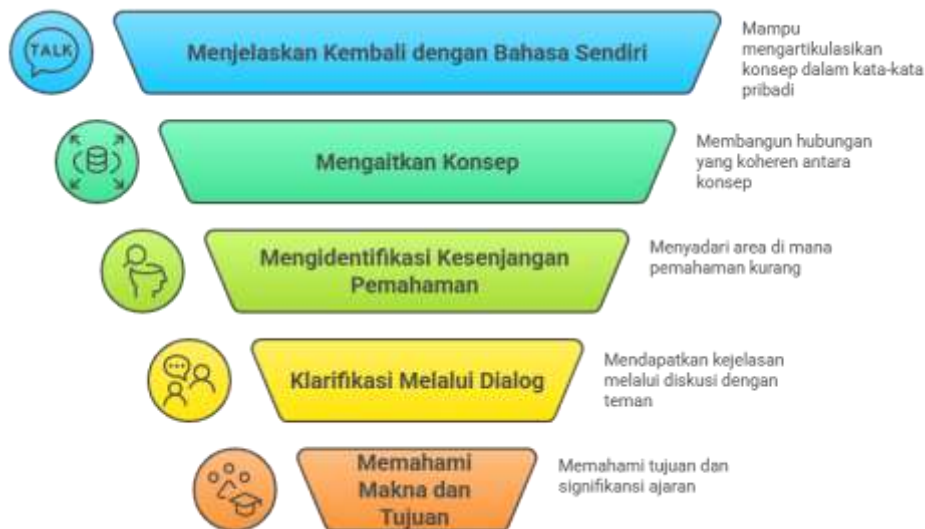 TALK
Menjelaskan Kembali dengan Bahasa Sendiri
Mampu
mengartikulasikan
konsep dalam kata-kata
pribadi
Mengaitkan Konsep
Membangun hubungan
yang koheren antara
konsep
Mengidentifikasi Kesenjangan
Pemahaman
Menyadari area di mana
pemahaman kurang
Klarifikasi Melalui Dialog
Mendapatkan kejelasan
melalui diskusi dengan
teman
Memahami
Makna dan
Tujuan
Memahami tujuan dan
signifikansi ajaran